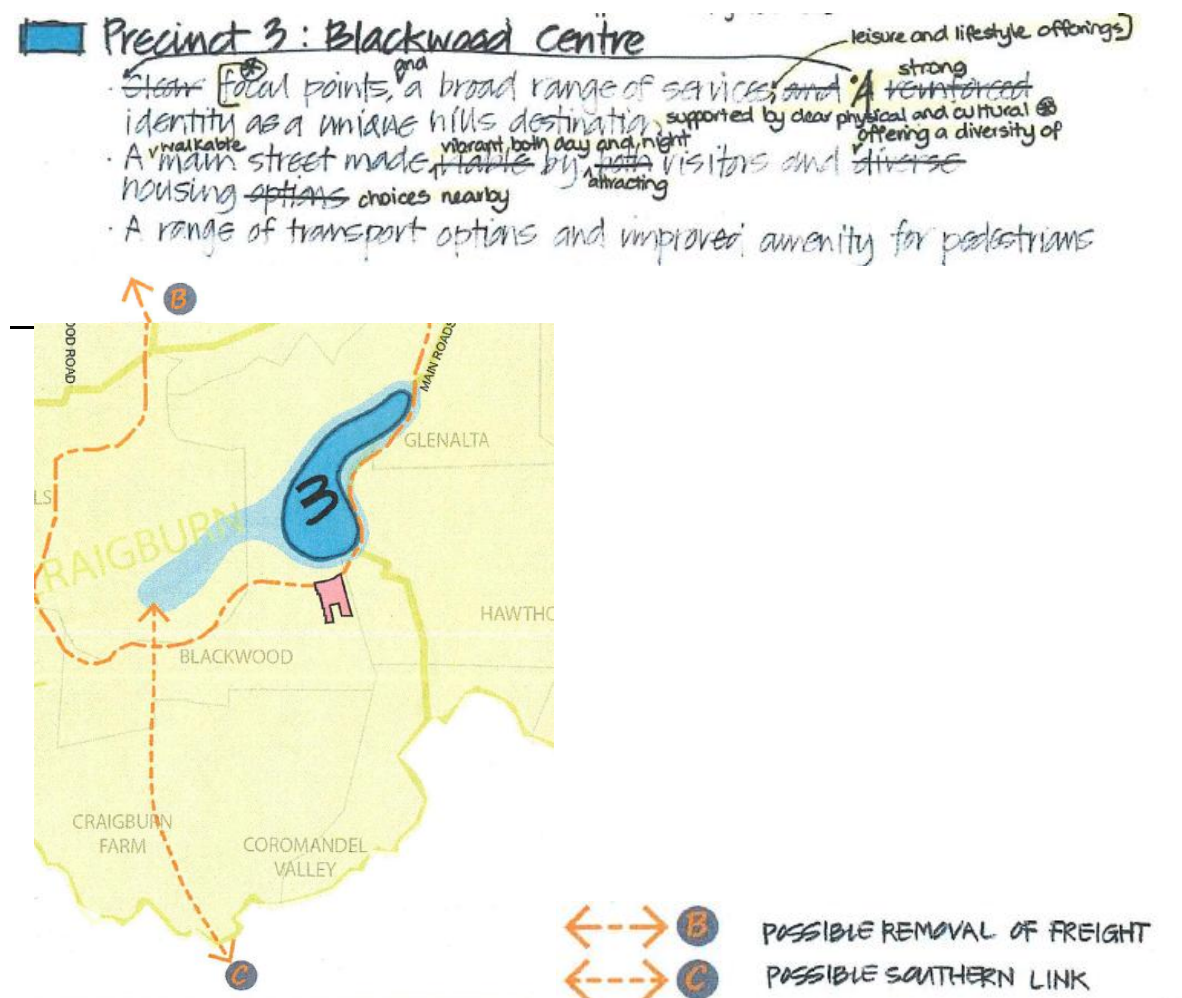 Precinct 3 : Blackwood Centre
leisure and lifestyle offerings]
and
strong
· Clear [focal points, a broad range of services; and · A reinforced
identity as a unique hills destination, supported by clear physical and cultural
offering a diversity of
walkable
vibrant, both day and night
· A main street made viable by both visitors and diverse
attracting
housing options choices nearby
· A range of transport options and improved amenity for pedestrians
B
OOD ROAD
MAIN ROADS
GLENALTA
LS
3
RAIGBURN
HAWTHO
BLACKWOOD
CRAIGBURN
FARM
COROMANDEL
VALLEY
C
B POSSIBLE REMOVAL OF FREIGHT
C POSSIBLE SOUTHERN LINK